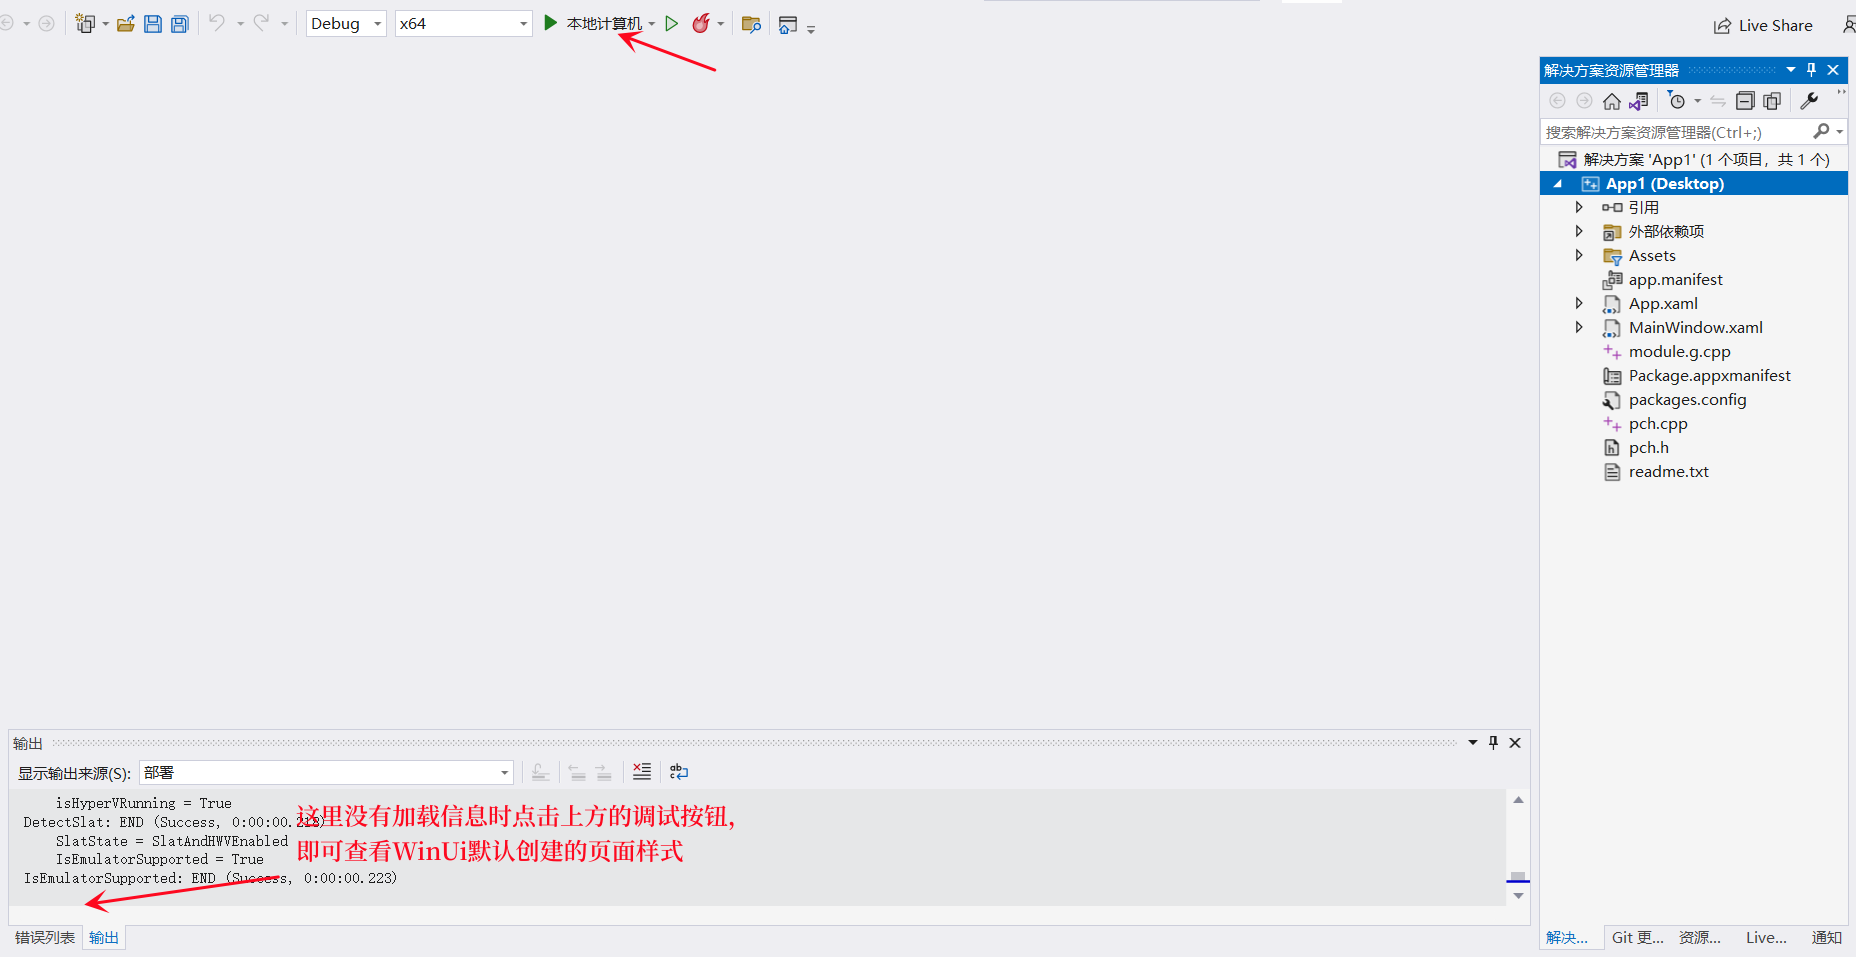 Debug
x64
本地计算机
Live Share
解决方案资源管理器
搜索解决方案资源管理器(Ctrl+;)
解决方案 'App1' (1 个项目，共 1 个)
App1 (Desktop)
引用
外部依赖项
Assets
app.manifest
App.xaml
MainWindow.xaml
module.g.cpp
Package.appxmanifest
packages.config
pch.cpp
pch.h
readme.txt
输出
显示输出来源(S):
部署
isHyperVRunning = True
DetectSlat: END (Success, 0:00:00.212)
SlatState = SlatAndHWVEnabled
IsEmulatorSupported = True
IsEmulatorSupported: END (Success, 0:00:00.223)
这里没有加载信息时点击上方的调试按钮，
即可查看WinUi默认创建的页面样式
错误列表
输出
解决...
Git 更...
资源...
Live...
通知